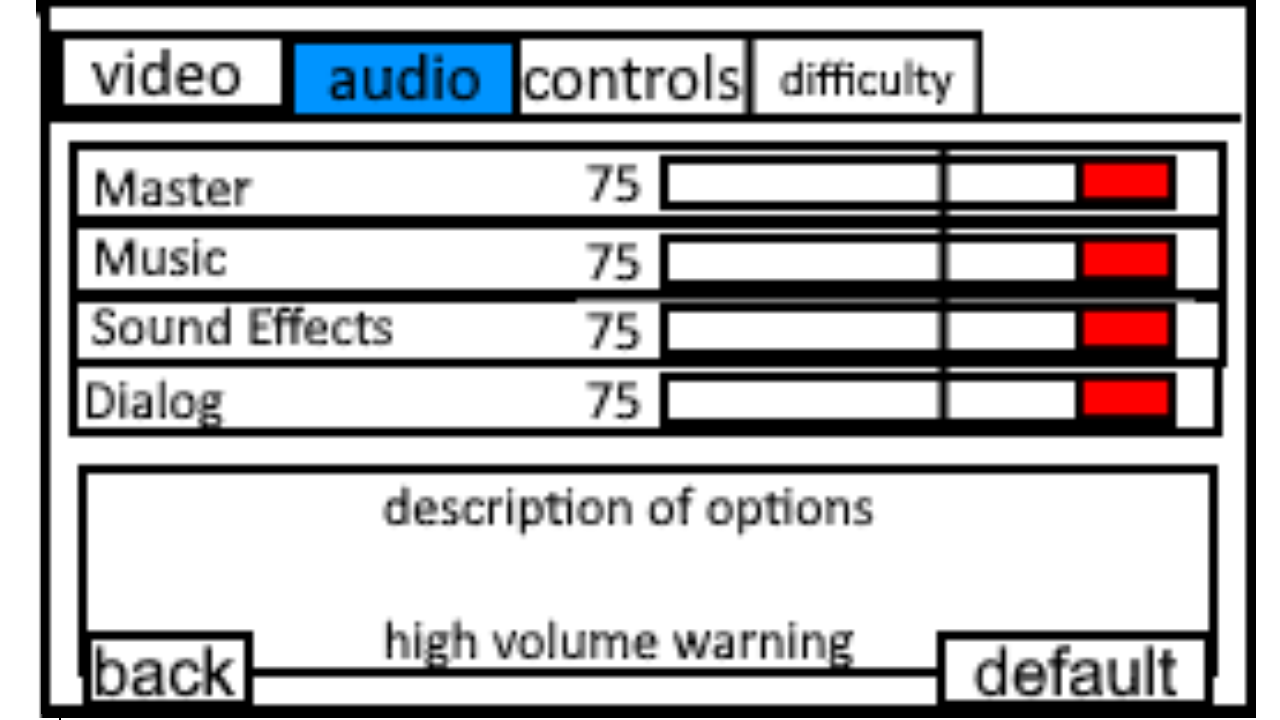 video audio controls difficulty
Master 75
Music 75
Sound Effects 75
Dialog 75
description of options
high volume warning
back default